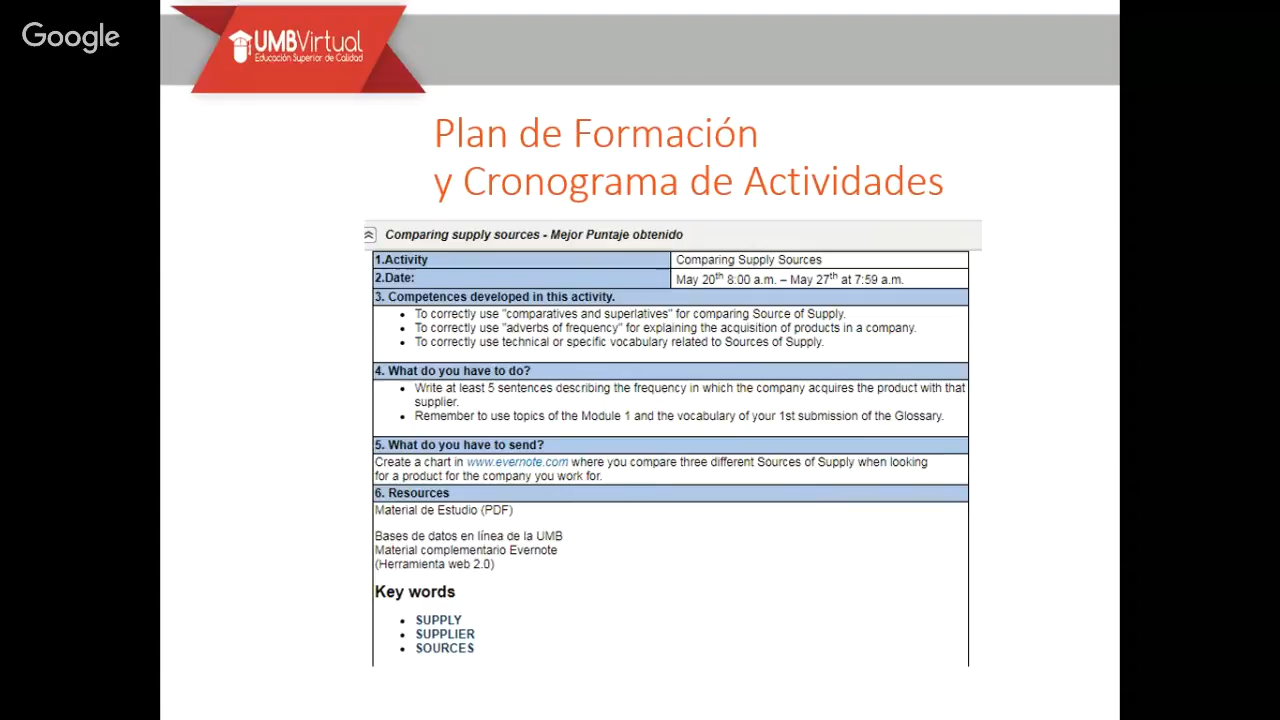 Google
UMBVirtual
Educación Superior de Calidad
Plan de Formación
y Cronograma de Actividades
Comparing supply sources - Mejor Puntaje obtenido
1.Activity Comparing Supply Sources
2.Date: May 20th 8:00 a.m. – May 27th at 7:59 a.m.
3. Competences developed in this activity.
• To correctly use "comparatives and superlatives" for comparing Source of Supply.
• To correctly use "adverbs of frequency" for explaining the acquisition of products in a company.
• To correctly use technical or specific vocabulary related to Sources of Supply.
4. What do you have to do?
• Write at least 5 sentences describing the frequency in which the company acquires the product with that
supplier.
• Remember to use topics of the Module 1 and the vocabulary of your 1st submission of the Glossary.
5. What do you have to send?
Create a chart in www.evernote.com where you compare three different Sources of Supply when looking
for a product for the company you work for.
6. Resources
Material de Estudio (PDF)
Bases de datos en línea de la UMB
Material complementario Evernote
(Herramienta web 2.0)
Key words
• SUPPLY
• SUPPLIER
• SOURCES